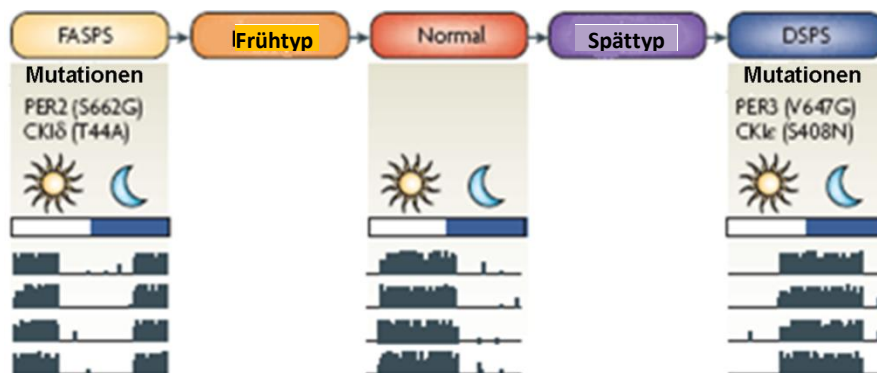 FASPS
Frühtyp
Normal
Spättyp
DSPS
Mutationen
PER2 (S662G)
CKIδ (T44A)
Mutationen
PER3 (V647G)
CKIε (S408N)